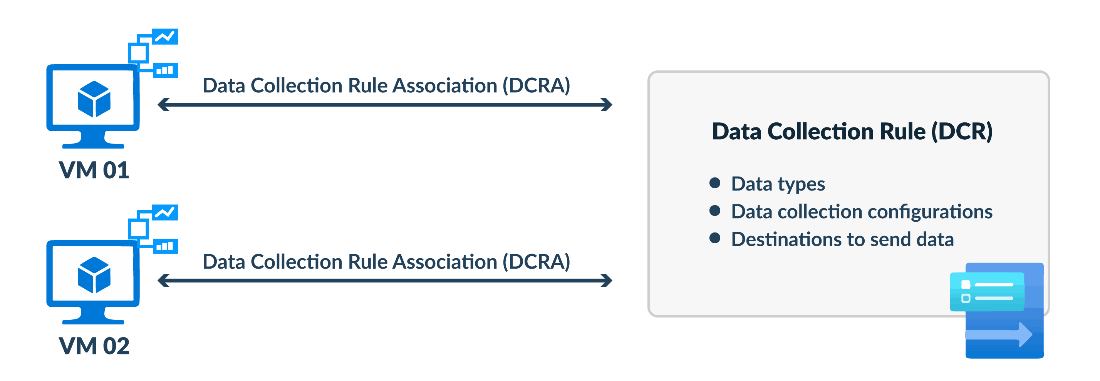 Data Collection Rule Association (DCRA)
VM 01
Data Collection Rule Association (DCRA)
VM 02
Data Collection Rule (DCR)
Data types
Data collection configurations
Destinations to send data